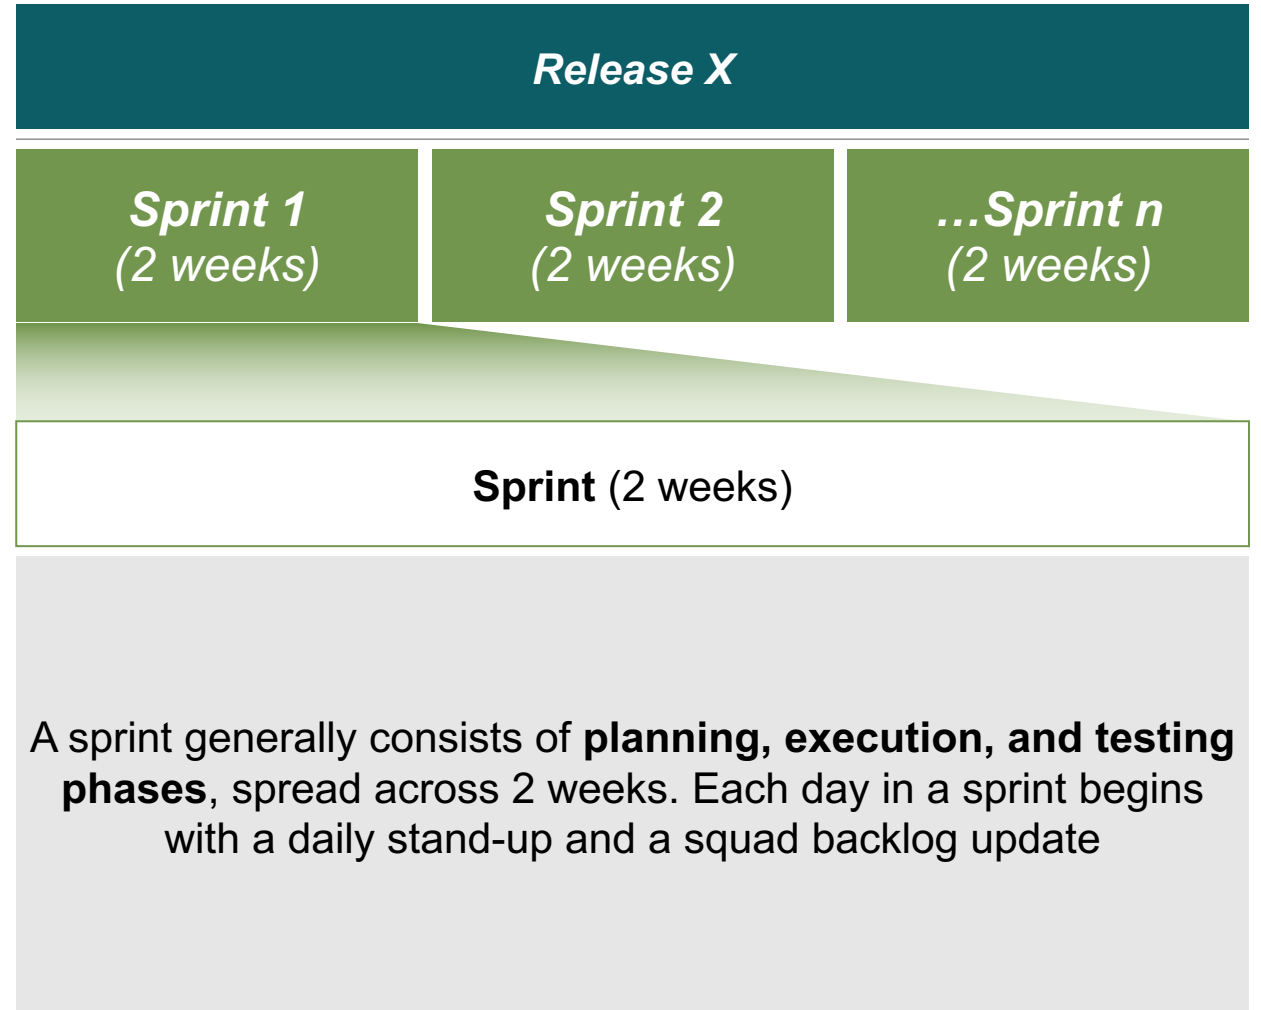 Release X
Sprint 1
(2 weeks)
Sprint 2
(2 weeks)
…Sprint n
(2 weeks)
Sprint (2 weeks)
A sprint generally consists of planning, execution, and testing
phases, spread across 2 weeks. Each day in a sprint begins
with a daily stand-up and a squad backlog update